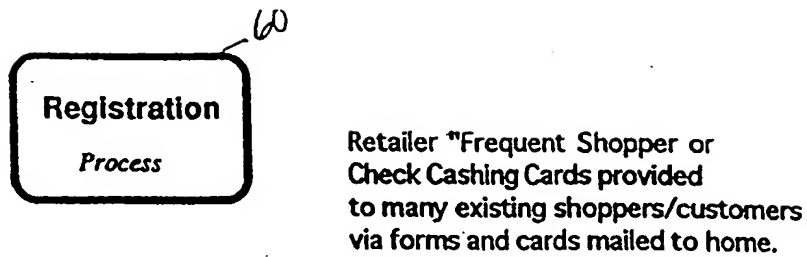 60
Registration
Process
Retailer "Frequent Shopper or
Check Cashing Cards provided
to many existing shoppers/customers
via forms and cards mailed to home.